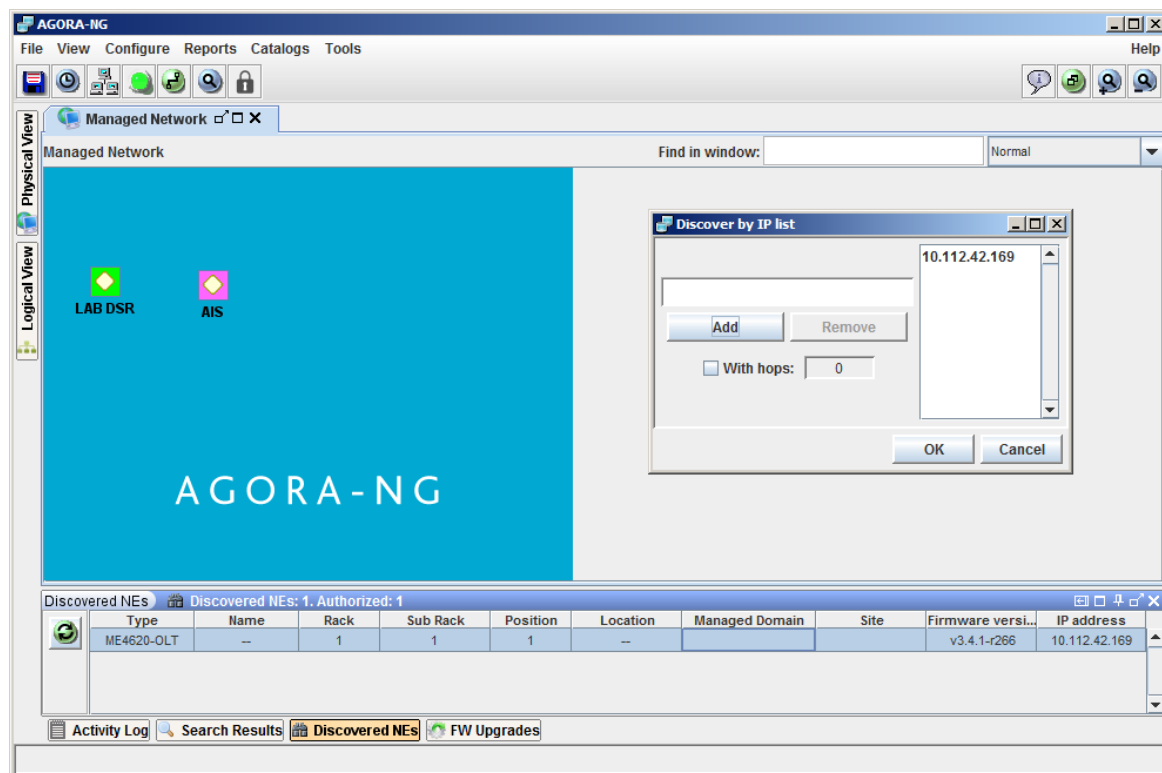 AGORA-NG
File View Configure Reports Catalogs Tools Help
Physical View
Logical View
Managed Network
Managed Network Find in window: Normal
LAB DSR AIS
AGORA-NG
Discover by IP list
10.112.42.169
Add Remove
With hops: 0
OK Cancel
Discovered NEs Discovered NEs: 1. Authorized: 1
Type Name Rack Sub Rack Position Location Managed Domain Site Firmware versi... IP address
ME4620-OLT -- 1 1 1 -- v3.4.1-r266 10.112.42.169
Activity Log Search Results Discovered NEs FW Upgrades